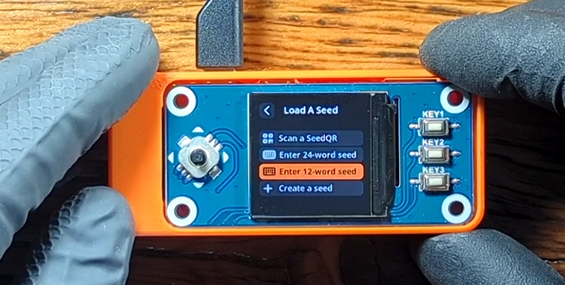 Load A Seed
Scan a SeedQR
Enter 24-word seed
Enter 12-word seed
Create a seed
KEY1
KEY2
KEY3